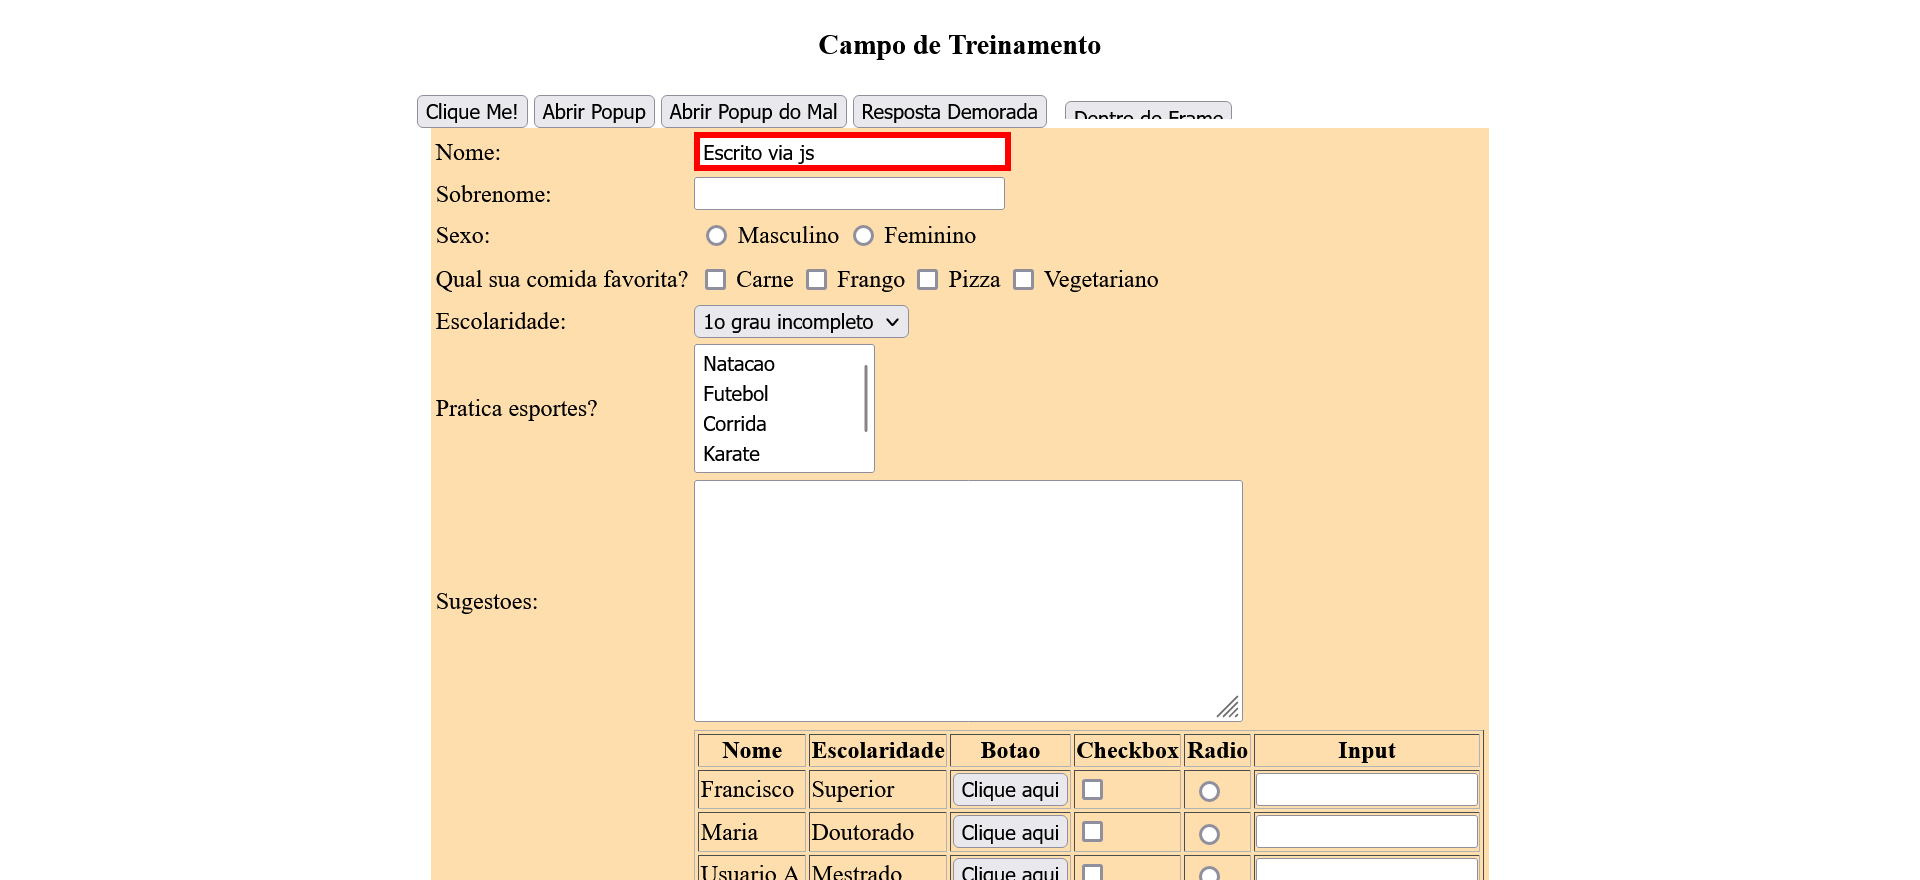 Campo de Treinamento
Clique Me! Abrir Popup Abrir Popup do Mal Resposta Demorada Dentro do Frame
Nome: Escrito via js
Sobrenome:
Sexo: Masculino Feminino
Qual sua comida favorita? Carne Frango Pizza Vegetariano
Escolaridade: 1o grau incompleto
Pratica esportes?
Natacao
Futebol
Corrida
Karate
Sugestoes:
Nome Escolaridade Botao Checkbox Radio Input
Francisco Superior Clique aqui
Maria Doutorado Clique aqui
Usuario A Mestrado Clique aqui